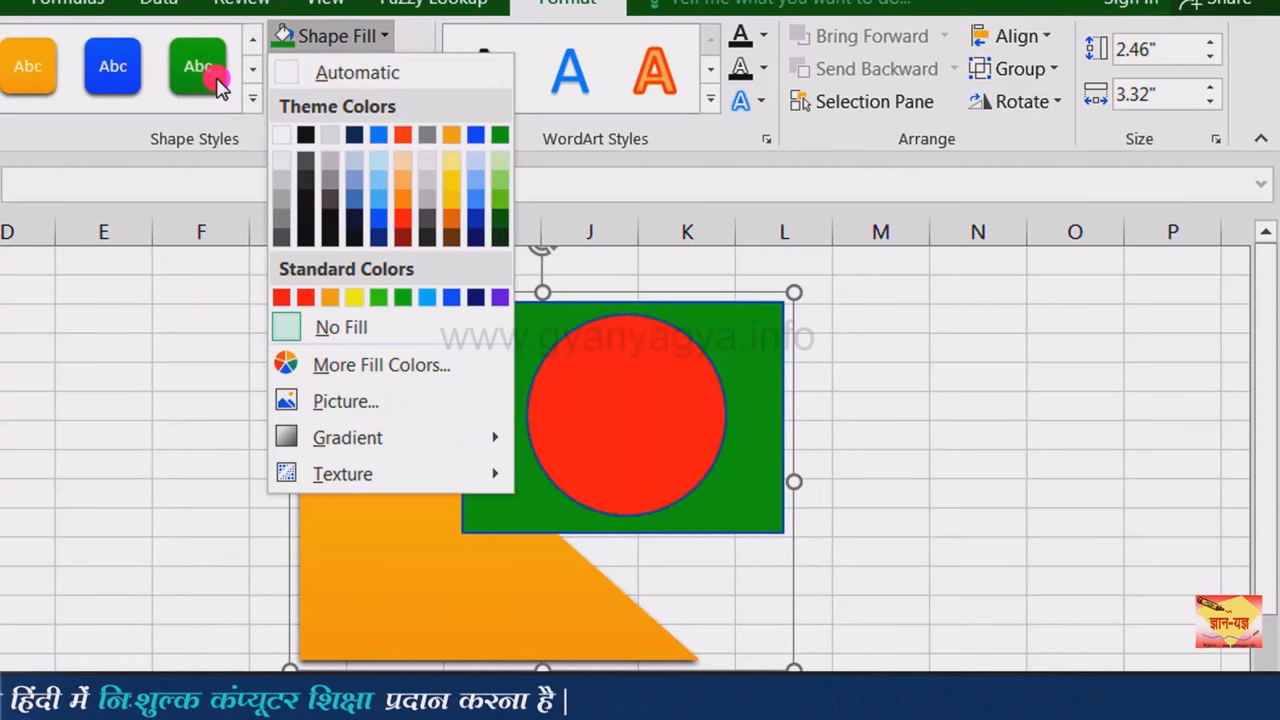 Formulas Data Review View Fuzzy Lookup Format Tell me what you want to do... Sign in Share
Abc Abc Abc
Shape Fill
A A
A
A
A
Bring Forward
Send Backward
Selection Pane
Align
Group
Rotate
2.46"
3.32"
Shape Styles
WordArt Styles
Arrange
Size
Automatic
Theme Colors
Standard Colors
No Fill
More Fill Colors...
Picture...
Gradient
Texture
D E F J K L M N O P
www.gyanyagya.info
ज्ञान-यज्ञ
हिंदी में निःशुल्क कंप्यूटर शिक्षा प्रदान करना है |